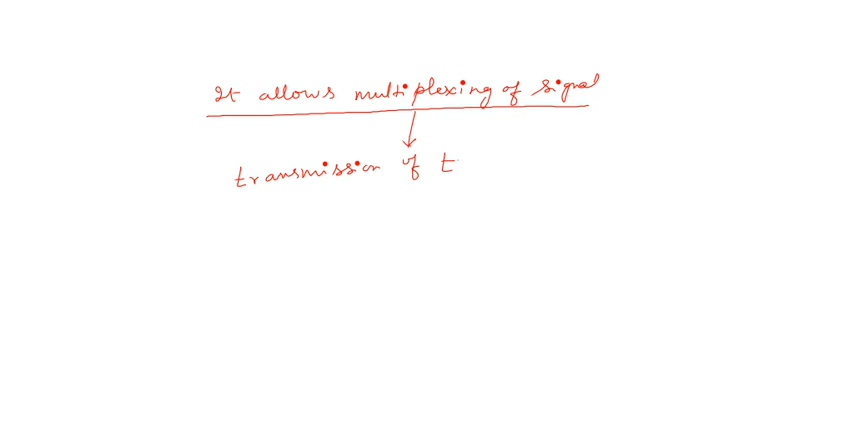 It allows multiplexing of signal
transmission of t